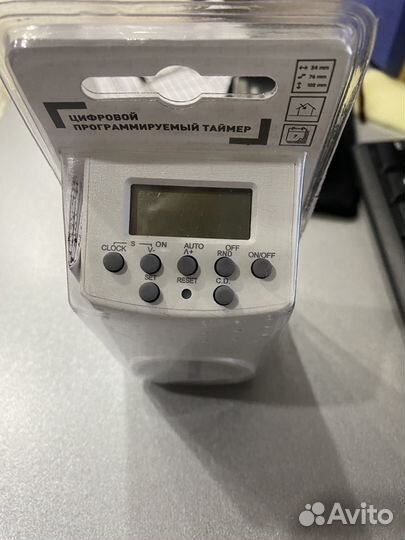 54 mm
76 mm
102 mm
ЦИФРОВОЙ
ПРОГРАММИРУЕМЫЙ ТАЙМЕР
7
S ON AUTO OFF
CLOCK V- Λ+ RND ON/OFF
SET RESET C.D.
Avito